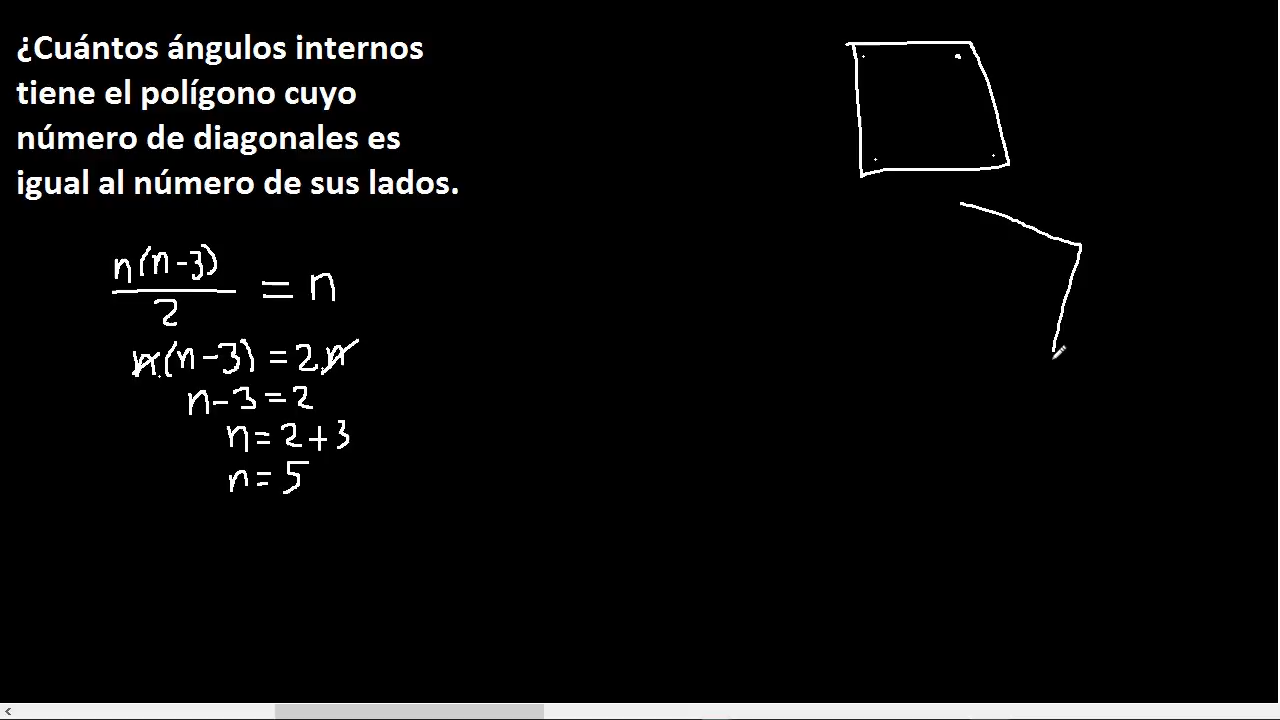 ¿Cuántos ángulos internos
tiene el polígono cuyo
número de diagonales es
igual al número de sus lados.
n(n-3)/2 = n
n.(n-3) = 2.n
n-3 = 2
n = 2+3
n = 5